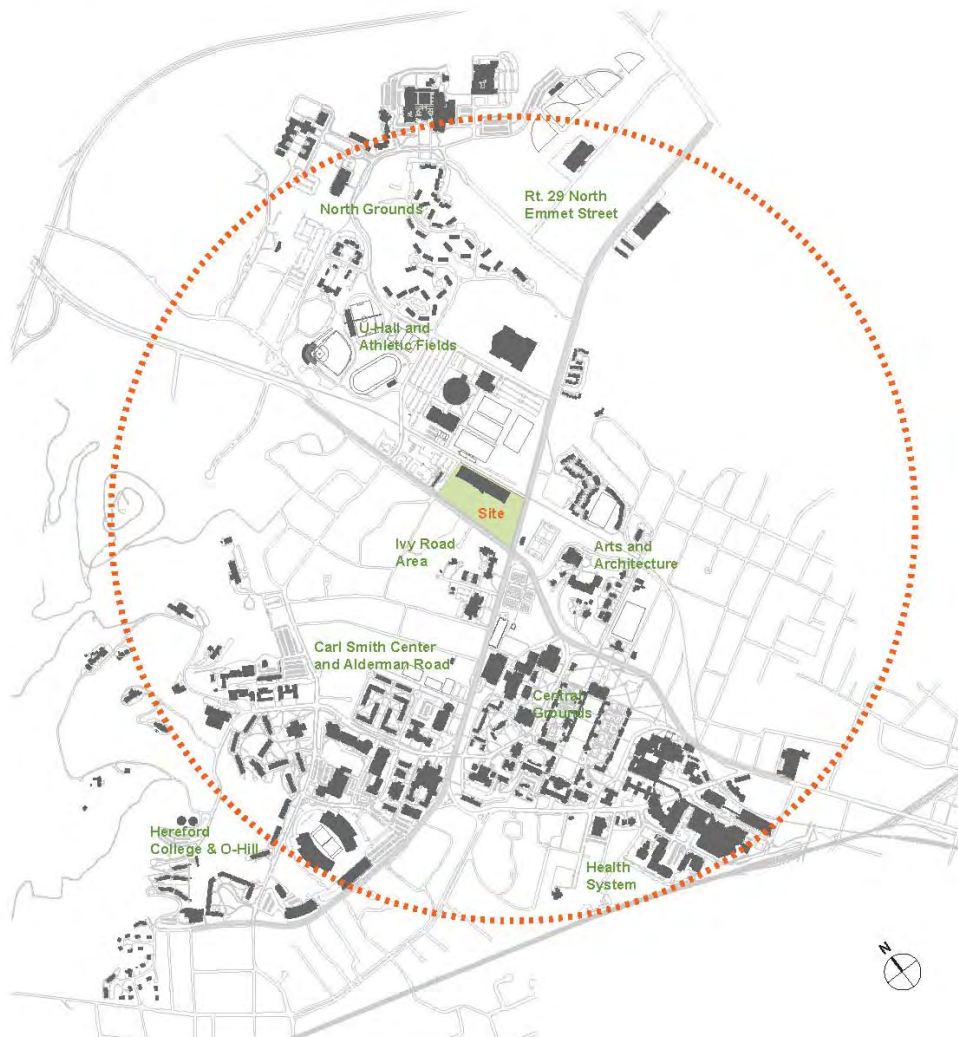 North Grounds
Rt. 29 North
Emmet Street
U-Hall and
Athletic Fields
Site
Ivy Road
Area
Arts and
Architecture
Carl Smith Center
and Alderman Road
Central
Grounds
Hereford
College & O-Hill
Health
System
N